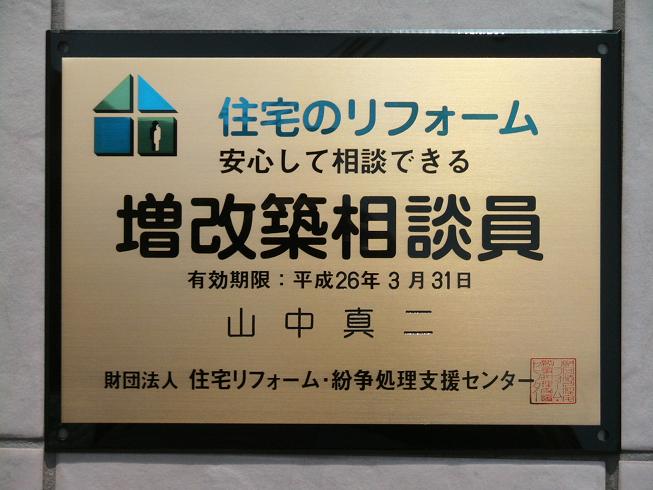 住宅のリフォーム
安心して相談できる
増改築相談員
有効期限：平成26年3月31日
山中真二
財団法人 住宅リフォーム・紛争処理支援センター